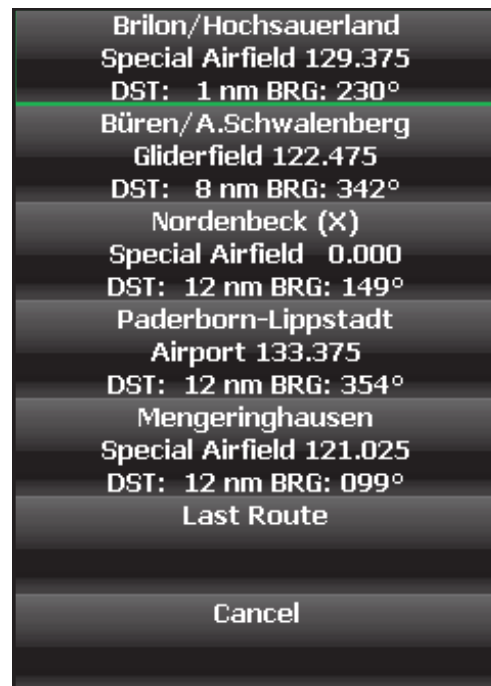 Brilon/Hochsauerland
Special Airfield 129.375
DST: 1 nm BRG: 230°
Büren/A.Schwalenberg
Gliderfield 122.475
DST: 8 nm BRG: 342°
Nordenbeck (X)
Special Airfield 0.000
DST: 12 nm BRG: 149°
Paderborn-Lippstadt
Airport 133.375
DST: 12 nm BRG: 354°
Mengeringhausen
Special Airfield 121.025
DST: 12 nm BRG: 099°
Last Route
Cancel